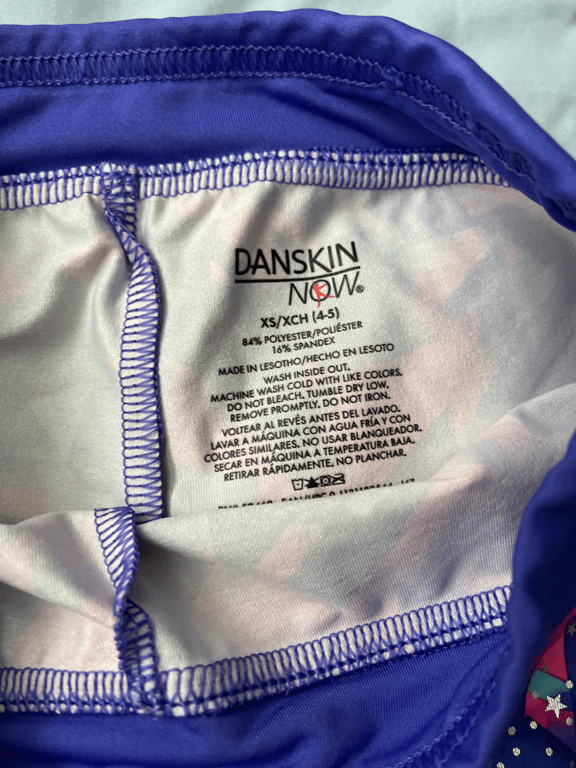 DANSKIN
NOW®
XS/XCH (4-5)
84% POLYESTER/POLIÉSTER
16% SPANDEX
MADE IN LESOTHO/HECHO EN LESOTO
WASH INSIDE OUT.
MACHINE WASH COLD WITH LIKE COLORS.
DO NOT BLEACH. TUMBLE DRY LOW.
REMOVE PROMPTLY. DO NOT IRON.
VOLTEAR AL REVÉS ANTES DEL LAVADO.
LAVAR A MÁQUINA CON AGUA FRÍA Y CON
COLORES SIMILARES. NO USAR BLANQUEADOR.
SECAR EN MÁQUINA A TEMPERATURA BAJA.
RETIRAR RÁPIDAMENTE. NO PLANCHAR.